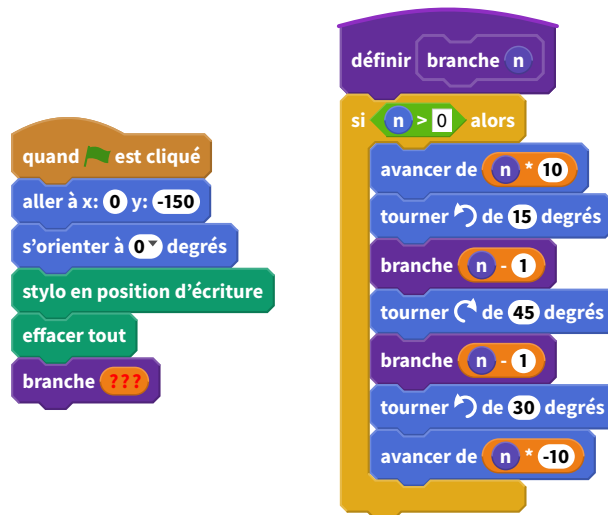 quand est cliqué
aller à x: 0 y: -150
s'orienter à 0 degrés
stylo en position d'écriture
effacer tout
branche ???
définir branche n
si n > 0 alors
avancer de n * 10
tourner de 15 degrés
branche n - 1
tourner de 45 degrés
branche n - 1
tourner de 30 degrés
avancer de n * -10